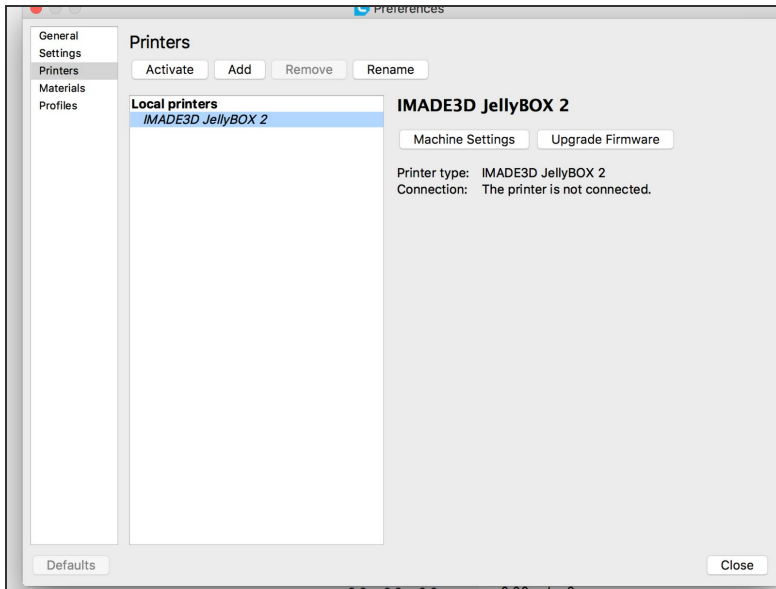 Preferences
General
Settings
Printers
Materials
Profiles
Printers
Activate Add Remove Rename
Local printers
IMADE3D JellyBOX 2
IMADE3D JellyBOX 2
Machine Settings Upgrade Firmware
Printer type: IMADE3D JellyBOX 2
Connection: The printer is not connected.
Defaults
Close